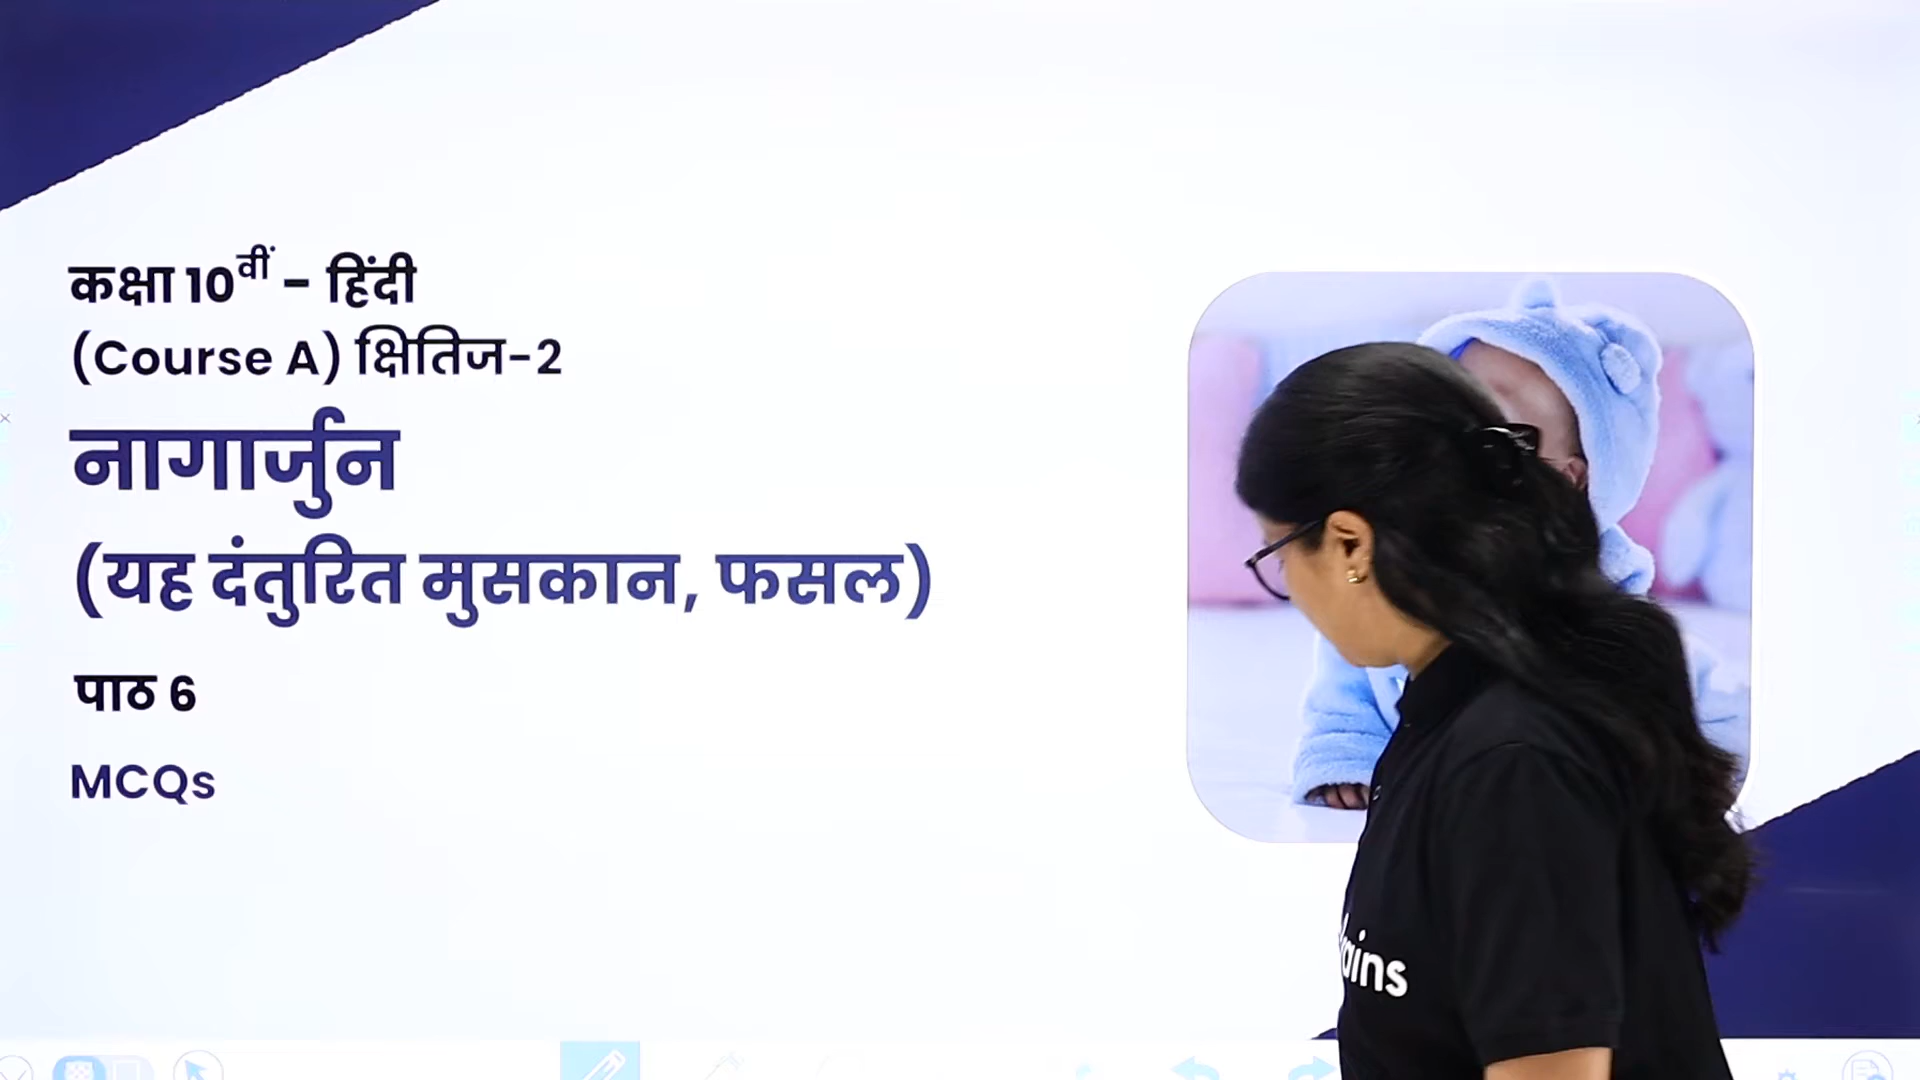 कक्षा 10वीं - हिंदी
(Course A) क्षितिज-2
नागार्जुन
(यह दंतुरित मुसकान, फसल)
पाठ 6
MCQs